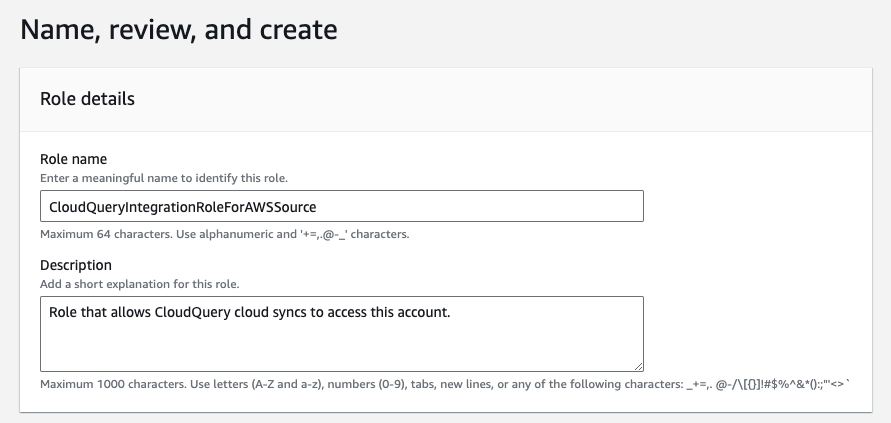 Name, review, and create
Role details
Role name
Enter a meaningful name to identify this role.
CloudQueryIntegrationRoleForAWSSource
Maximum 64 characters. Use alphanumeric and '+=,.@-_' characters.
Description
Add a short explanation for this role.
Role that allows CloudQuery cloud syncs to access this account.
Maximum 1000 characters. Use letters (A-Z and a-z), numbers (0-9), tabs, new lines, or any of the following characters: _+=,. @-/\[{}]!#$%^&*():;"'<>`